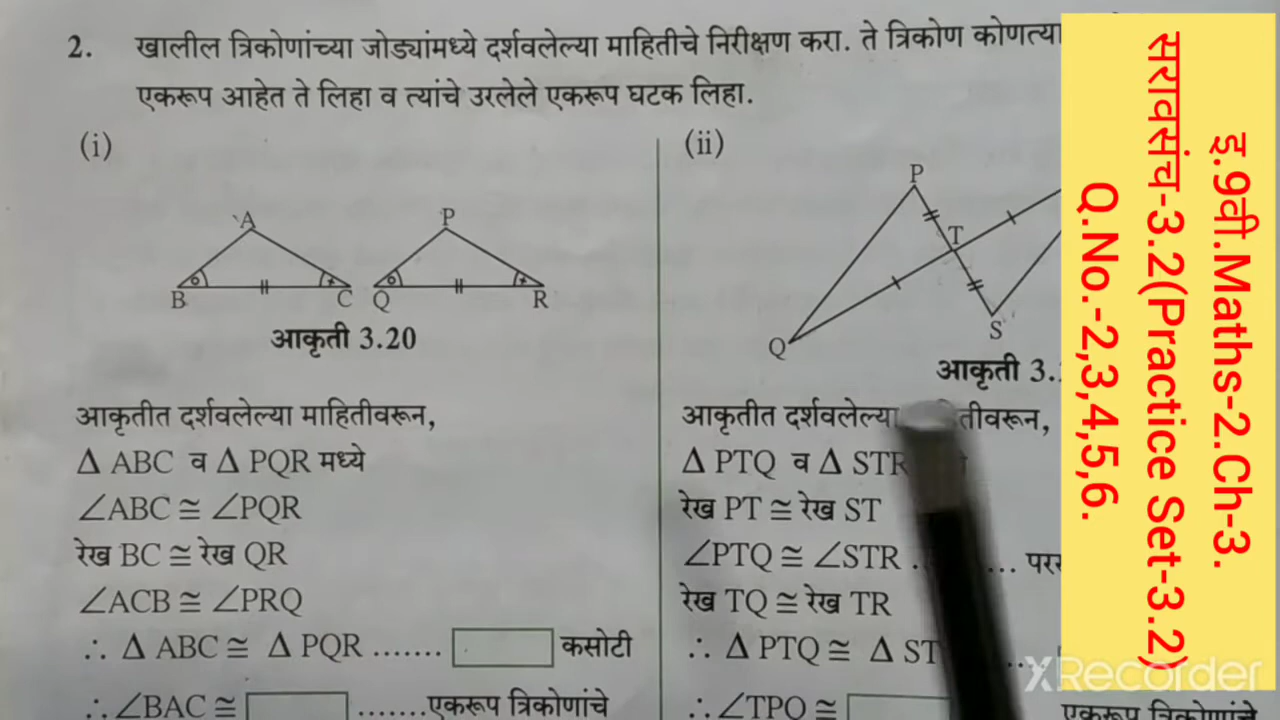 2. खालील त्रिकोणांच्या जोड्यांमध्ये दर्शवलेल्या माहितीचे निरीक्षण करा. ते त्रिकोण कोणत्या
एकरूप आहेत ते लिहा व त्यांचे उरलेले एकरूप घटक लिहा.
(i)
A
B
C
P
Q
R
आकृती 3.20
आकृतीत दर्शवलेल्या माहितीवरून,
Δ ABC व Δ PQR मध्ये
∠ABC ≅ ∠PQR
रेख BC ≅ रेख QR
∠ACB ≅ ∠PRQ
∴ Δ ABC ≅ Δ PQR ....... कसोटी
∴ ∠BAC ≅ .......एकरूप त्रिकोणांचे
(ii)
P
T
Q
S
आकृती 3.
आकृतीत दर्शवलेल्या तीवरून,
Δ PTQ व Δ STR
रेख PT ≅ रेख ST
∠PTQ ≅ ∠STR
रेख TQ ≅ रेख TR
∴ Δ PTQ ≅ Δ ST
∴ ∠TPQ ≅
एकरूप त्रिकोणांचे
इ.9वी.Maths-2.Ch-3.
सरावसंच-3.2(Practice Set-3.2)
Q.No.-2,3,4,5,6.
XRecorder